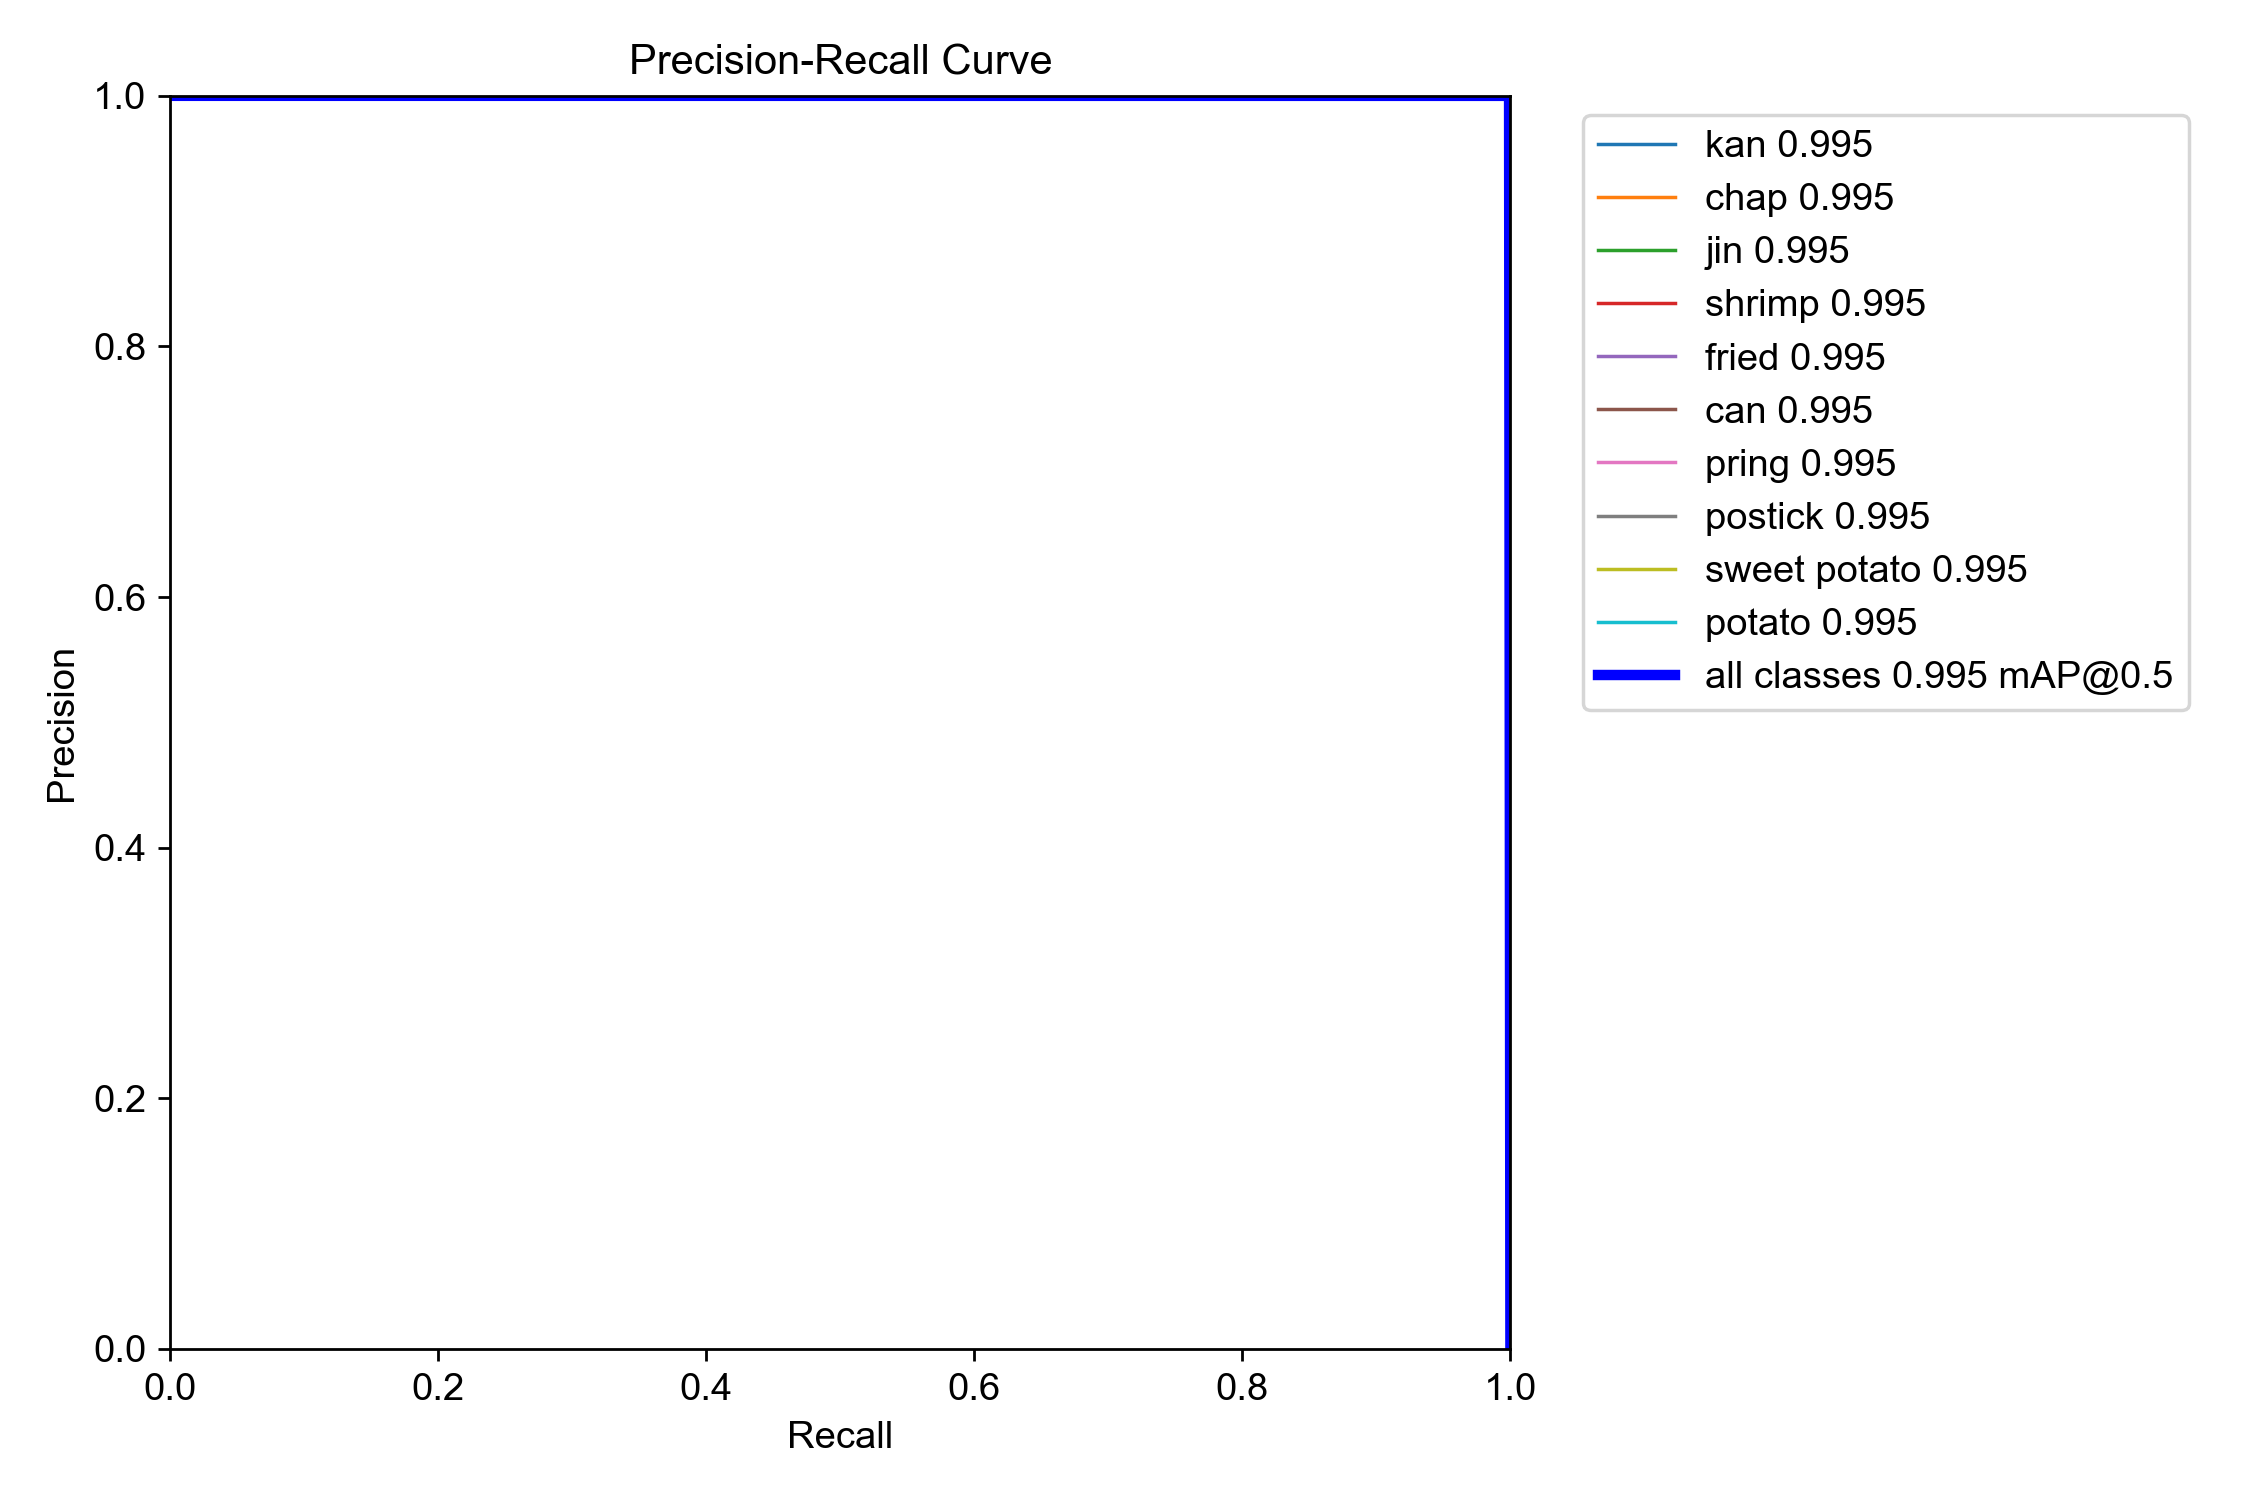 Precision-Recall Curve
1.0
0.8
0.6
0.4
0.2
0.0
Precision
0.0 0.2 0.4 0.6 0.8 1.0
Recall
kan 0.995
chap 0.995
jin 0.995
shrimp 0.995
fried 0.995
can 0.995
pring 0.995
postick 0.995
sweet potato 0.995
potato 0.995
all classes 0.995 mAP@0.5